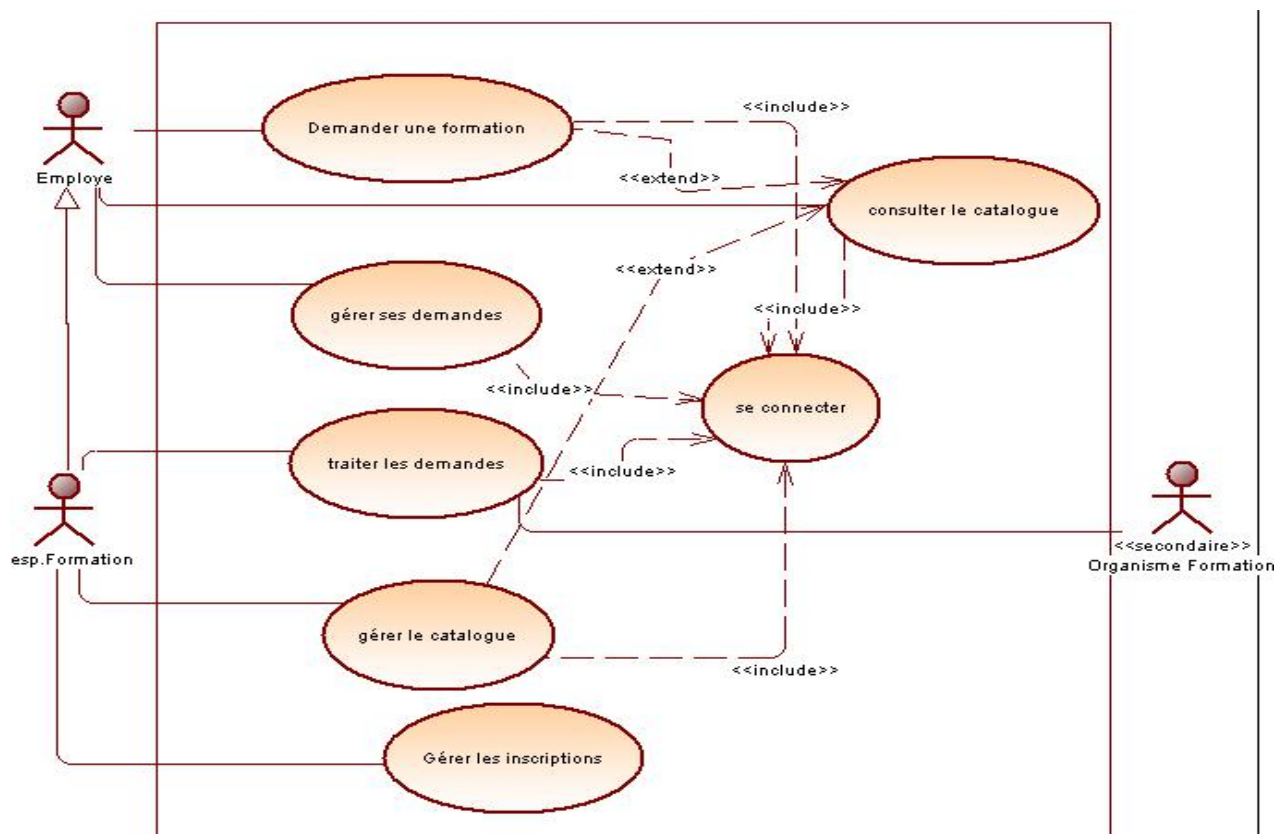 <<include>>
Demander une formation
Employe
<<extend>>
consulter le catalogue
<<extend>>
gérer ses demandes
<<include>>
<<include>>
se connecter
traiter les demandes
<<include>>
esp.Formation
<<secondaire>>
Organisme Formation
gérer le catalogue
<<include>>
Gérer les inscriptions